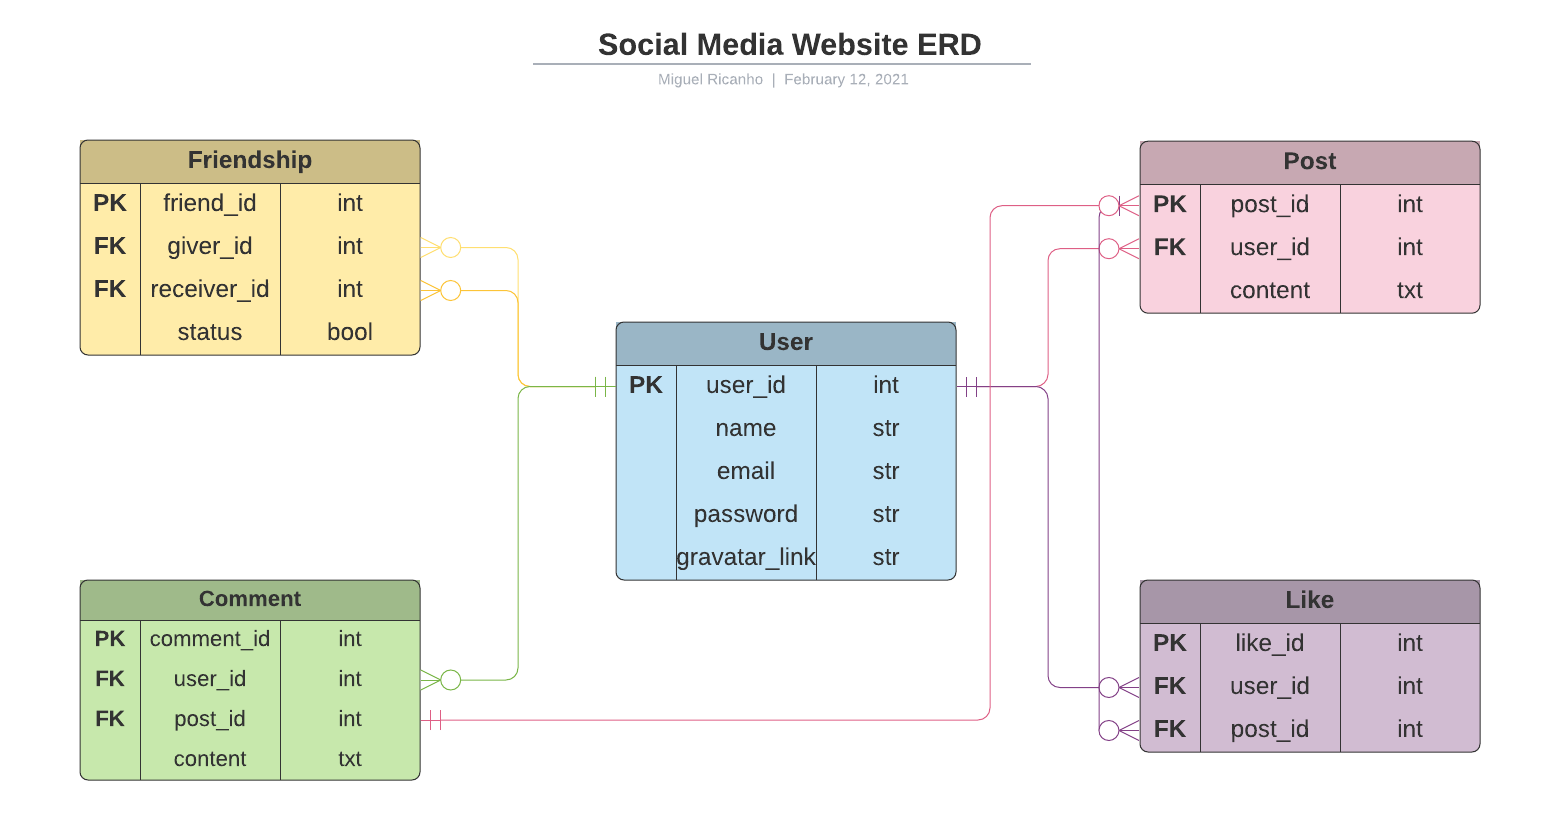 Social Media Website ERD
Miguel Ricanho | February 12, 2021
Friendship
PK friend_id int
FK giver_id int
FK receiver_id int
status bool
Post
PK post_id int
FK user_id int
content txt
User
PK user_id int
name str
email str
password str
gravatar_link str
Comment
PK comment_id int
FK user_id int
FK post_id int
content txt
Like
PK like_id int
FK user_id int
FK post_id int